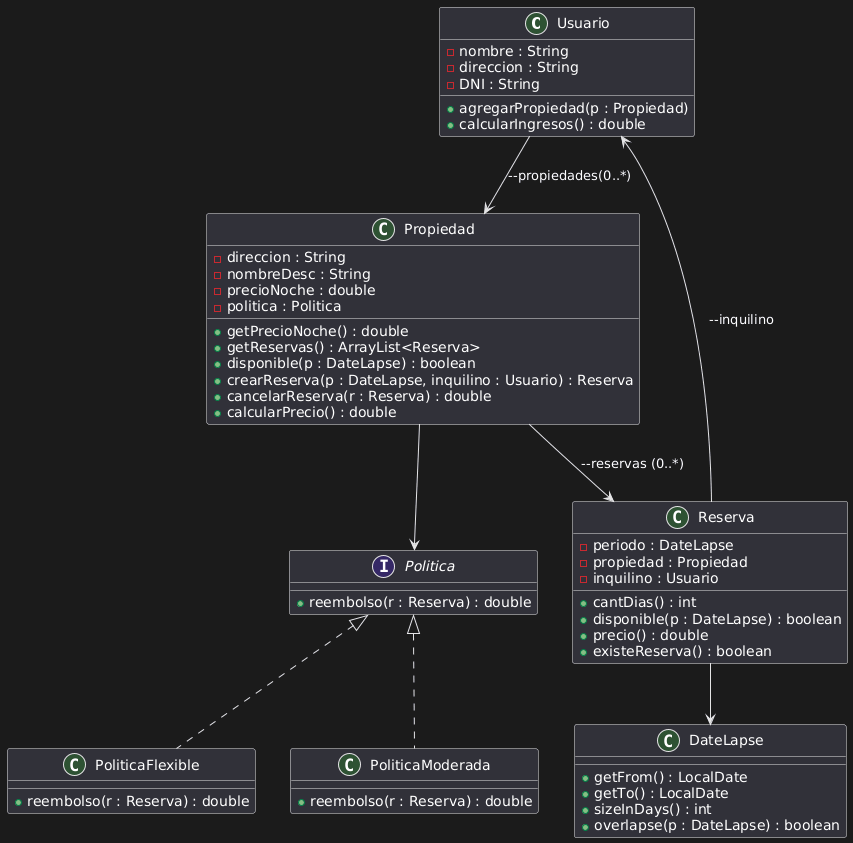 C Usuario
nombre : String
direccion : String
DNI : String
agregarPropiedad(p : Propiedad)
calcularIngresos() : double
--propiedades(0..*)
C Propiedad
direccion : String
nombreDesc : String
precioNoche : double
politica : Politica
getPrecioNoche() : double
getReservas() : ArrayList<Reserva>
disponible(p : DateLapse) : boolean
crearReserva(p : DateLapse, inquilino : Usuario) : Reserva
cancelarReserva(r : Reserva) : double
calcularPrecio() : double
--inquilino
--reservas (0..*)
I Politica
reembolso(r : Reserva) : double
C Reserva
periodo : DateLapse
propiedad : Propiedad
inquilino : Usuario
cantDias() : int
disponible(p : DateLapse) : boolean
precio() : double
existeReserva() : boolean
C PoliticaFlexible
reembolso(r : Reserva) : double
C PoliticaModerada
reembolso(r : Reserva) : double
C DateLapse
getFrom() : LocalDate
getTo() : LocalDate
sizeInDays() : int
overlapse(p : DateLapse) : boolean